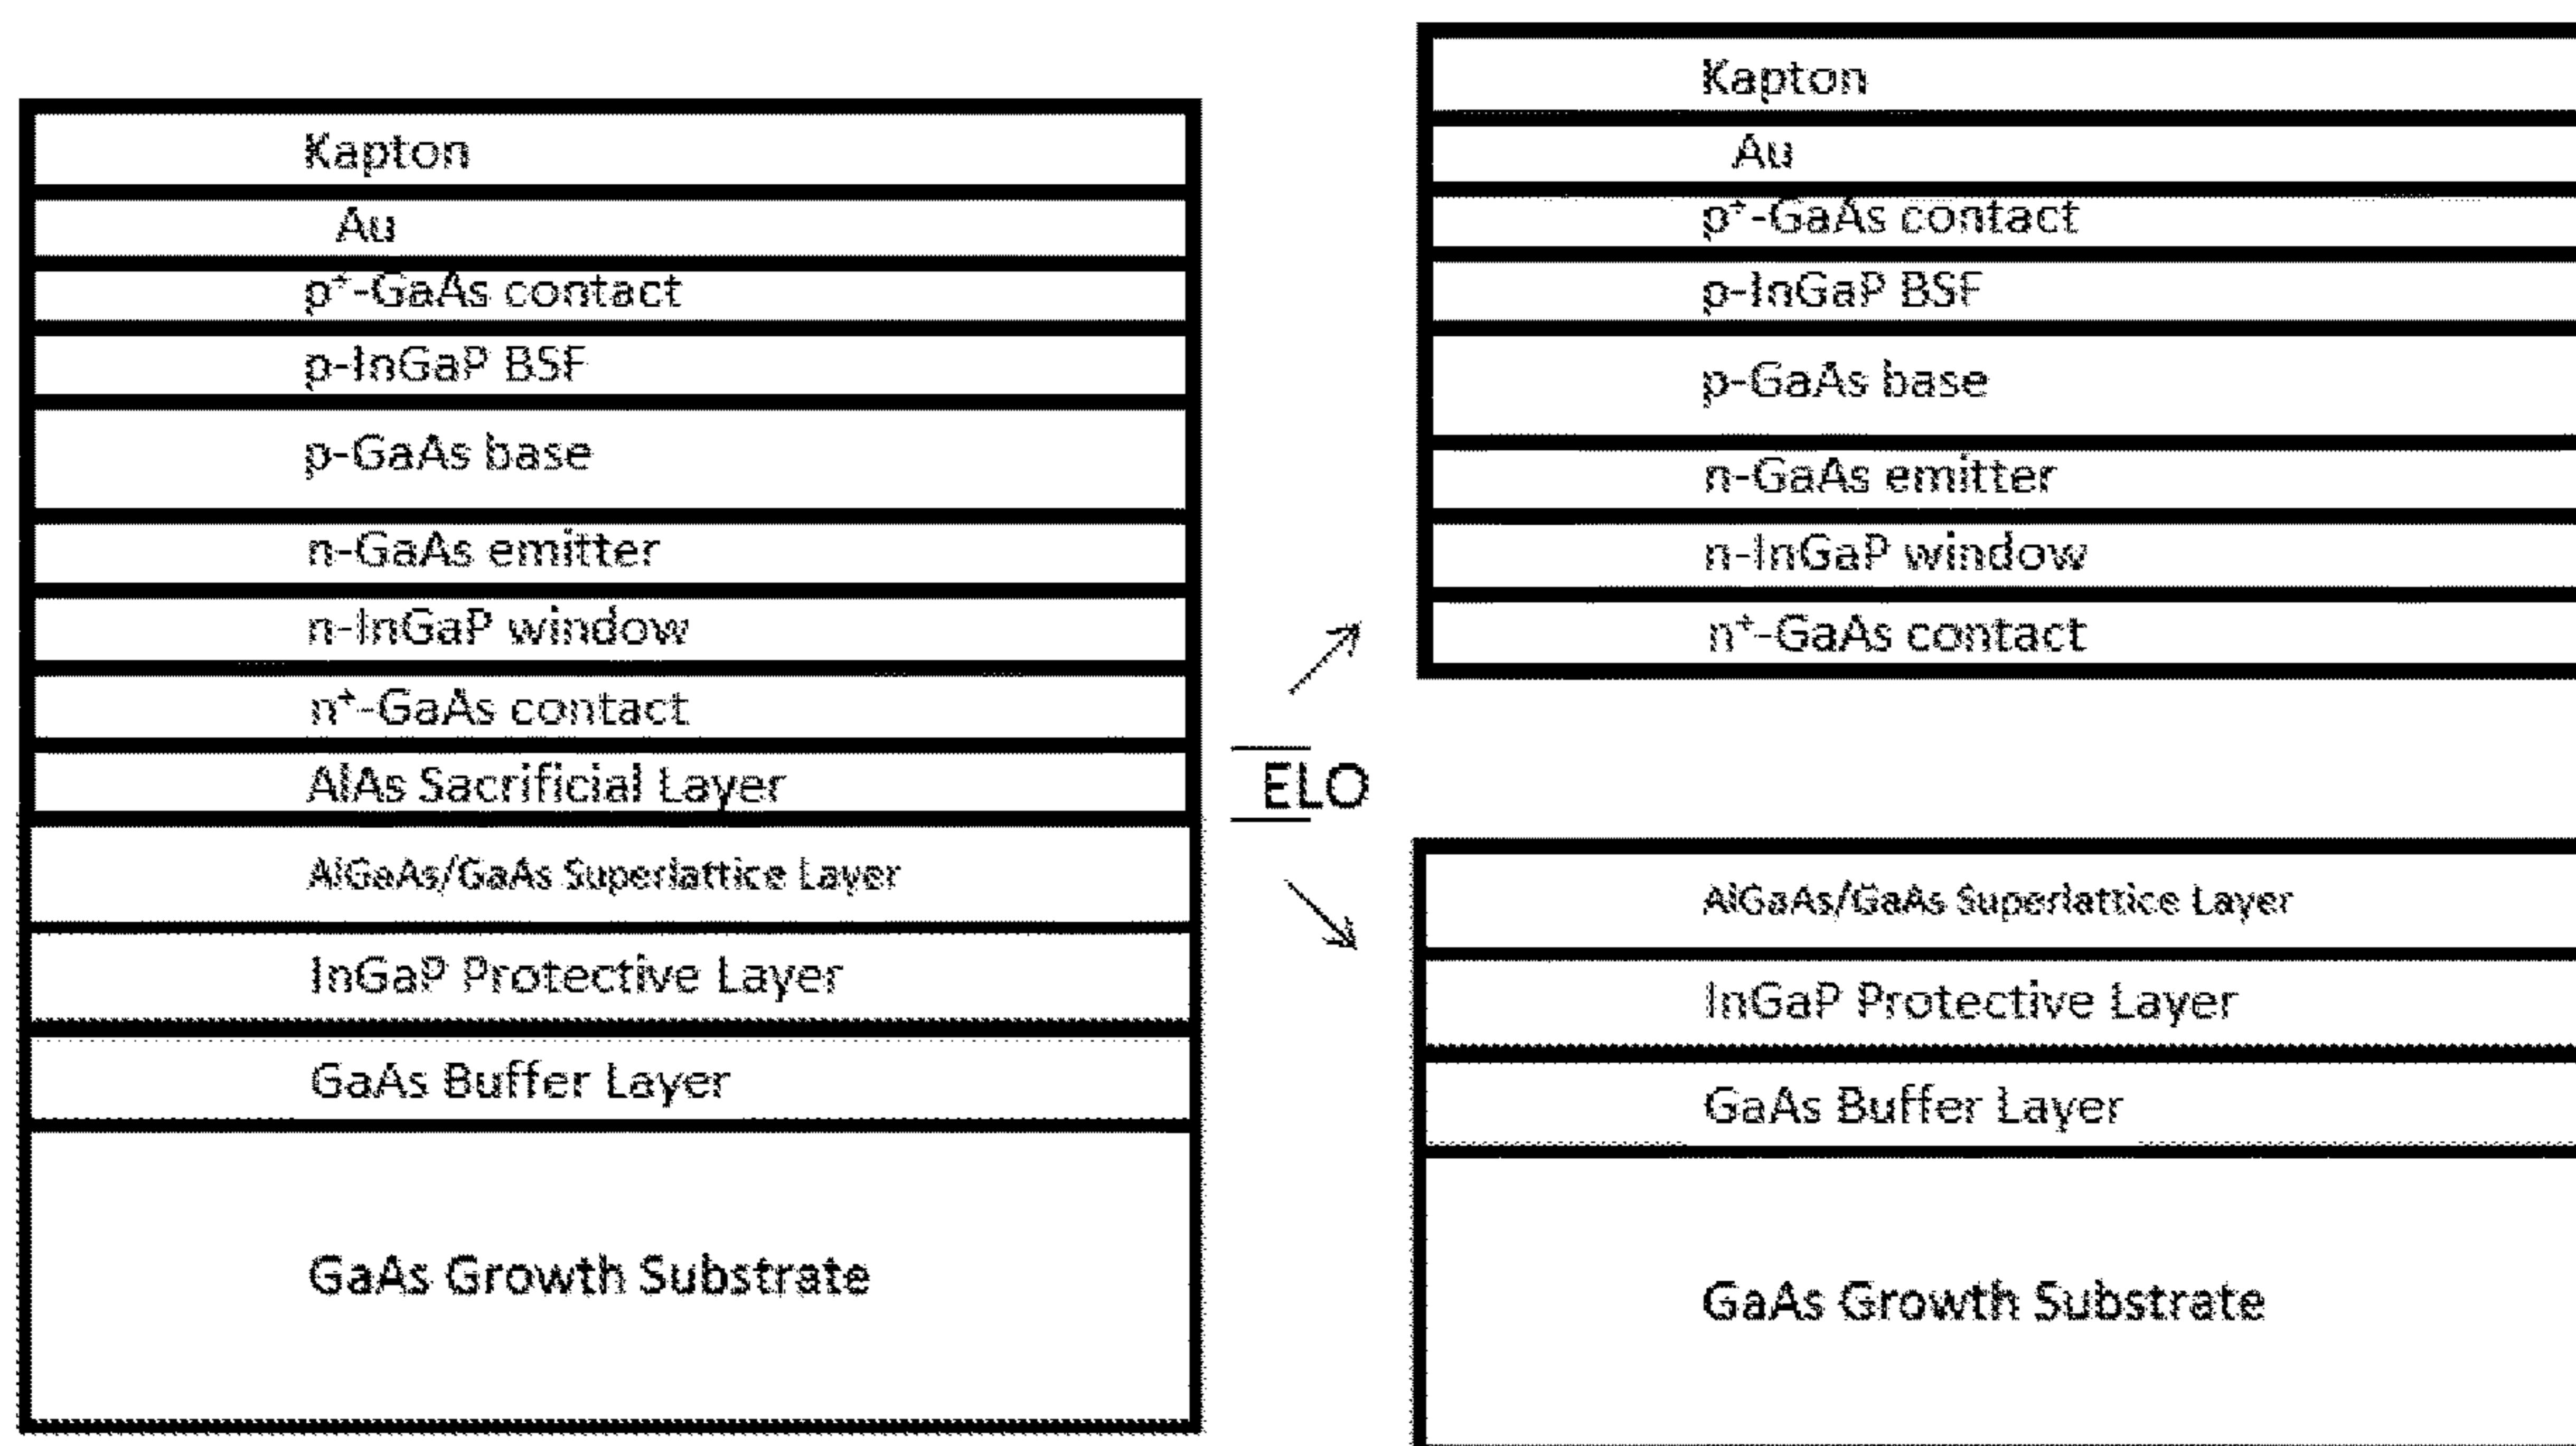 Kapton
Au
p⁺-GaAs contact
p-InGaP BSF
p-GaAs base
n-GaAs emitter
n-InGaP window
n⁺-GaAs contact
AlAs Sacrificial Layer
AlGaAs/GaAs Superlattice Layer
InGaP Protective Layer
GaAs Buffer Layer
GaAs Growth Substrate
ELO
Kapton
Au
p⁺-GaAs contact
p-InGaP BSF
p-GaAs base
n-GaAs emitter
n-InGaP window
n⁺-GaAs contact
AlGaAs/GaAs Superlattice Layer
InGaP Protective Layer
GaAs Buffer Layer
GaAs Growth Substrate